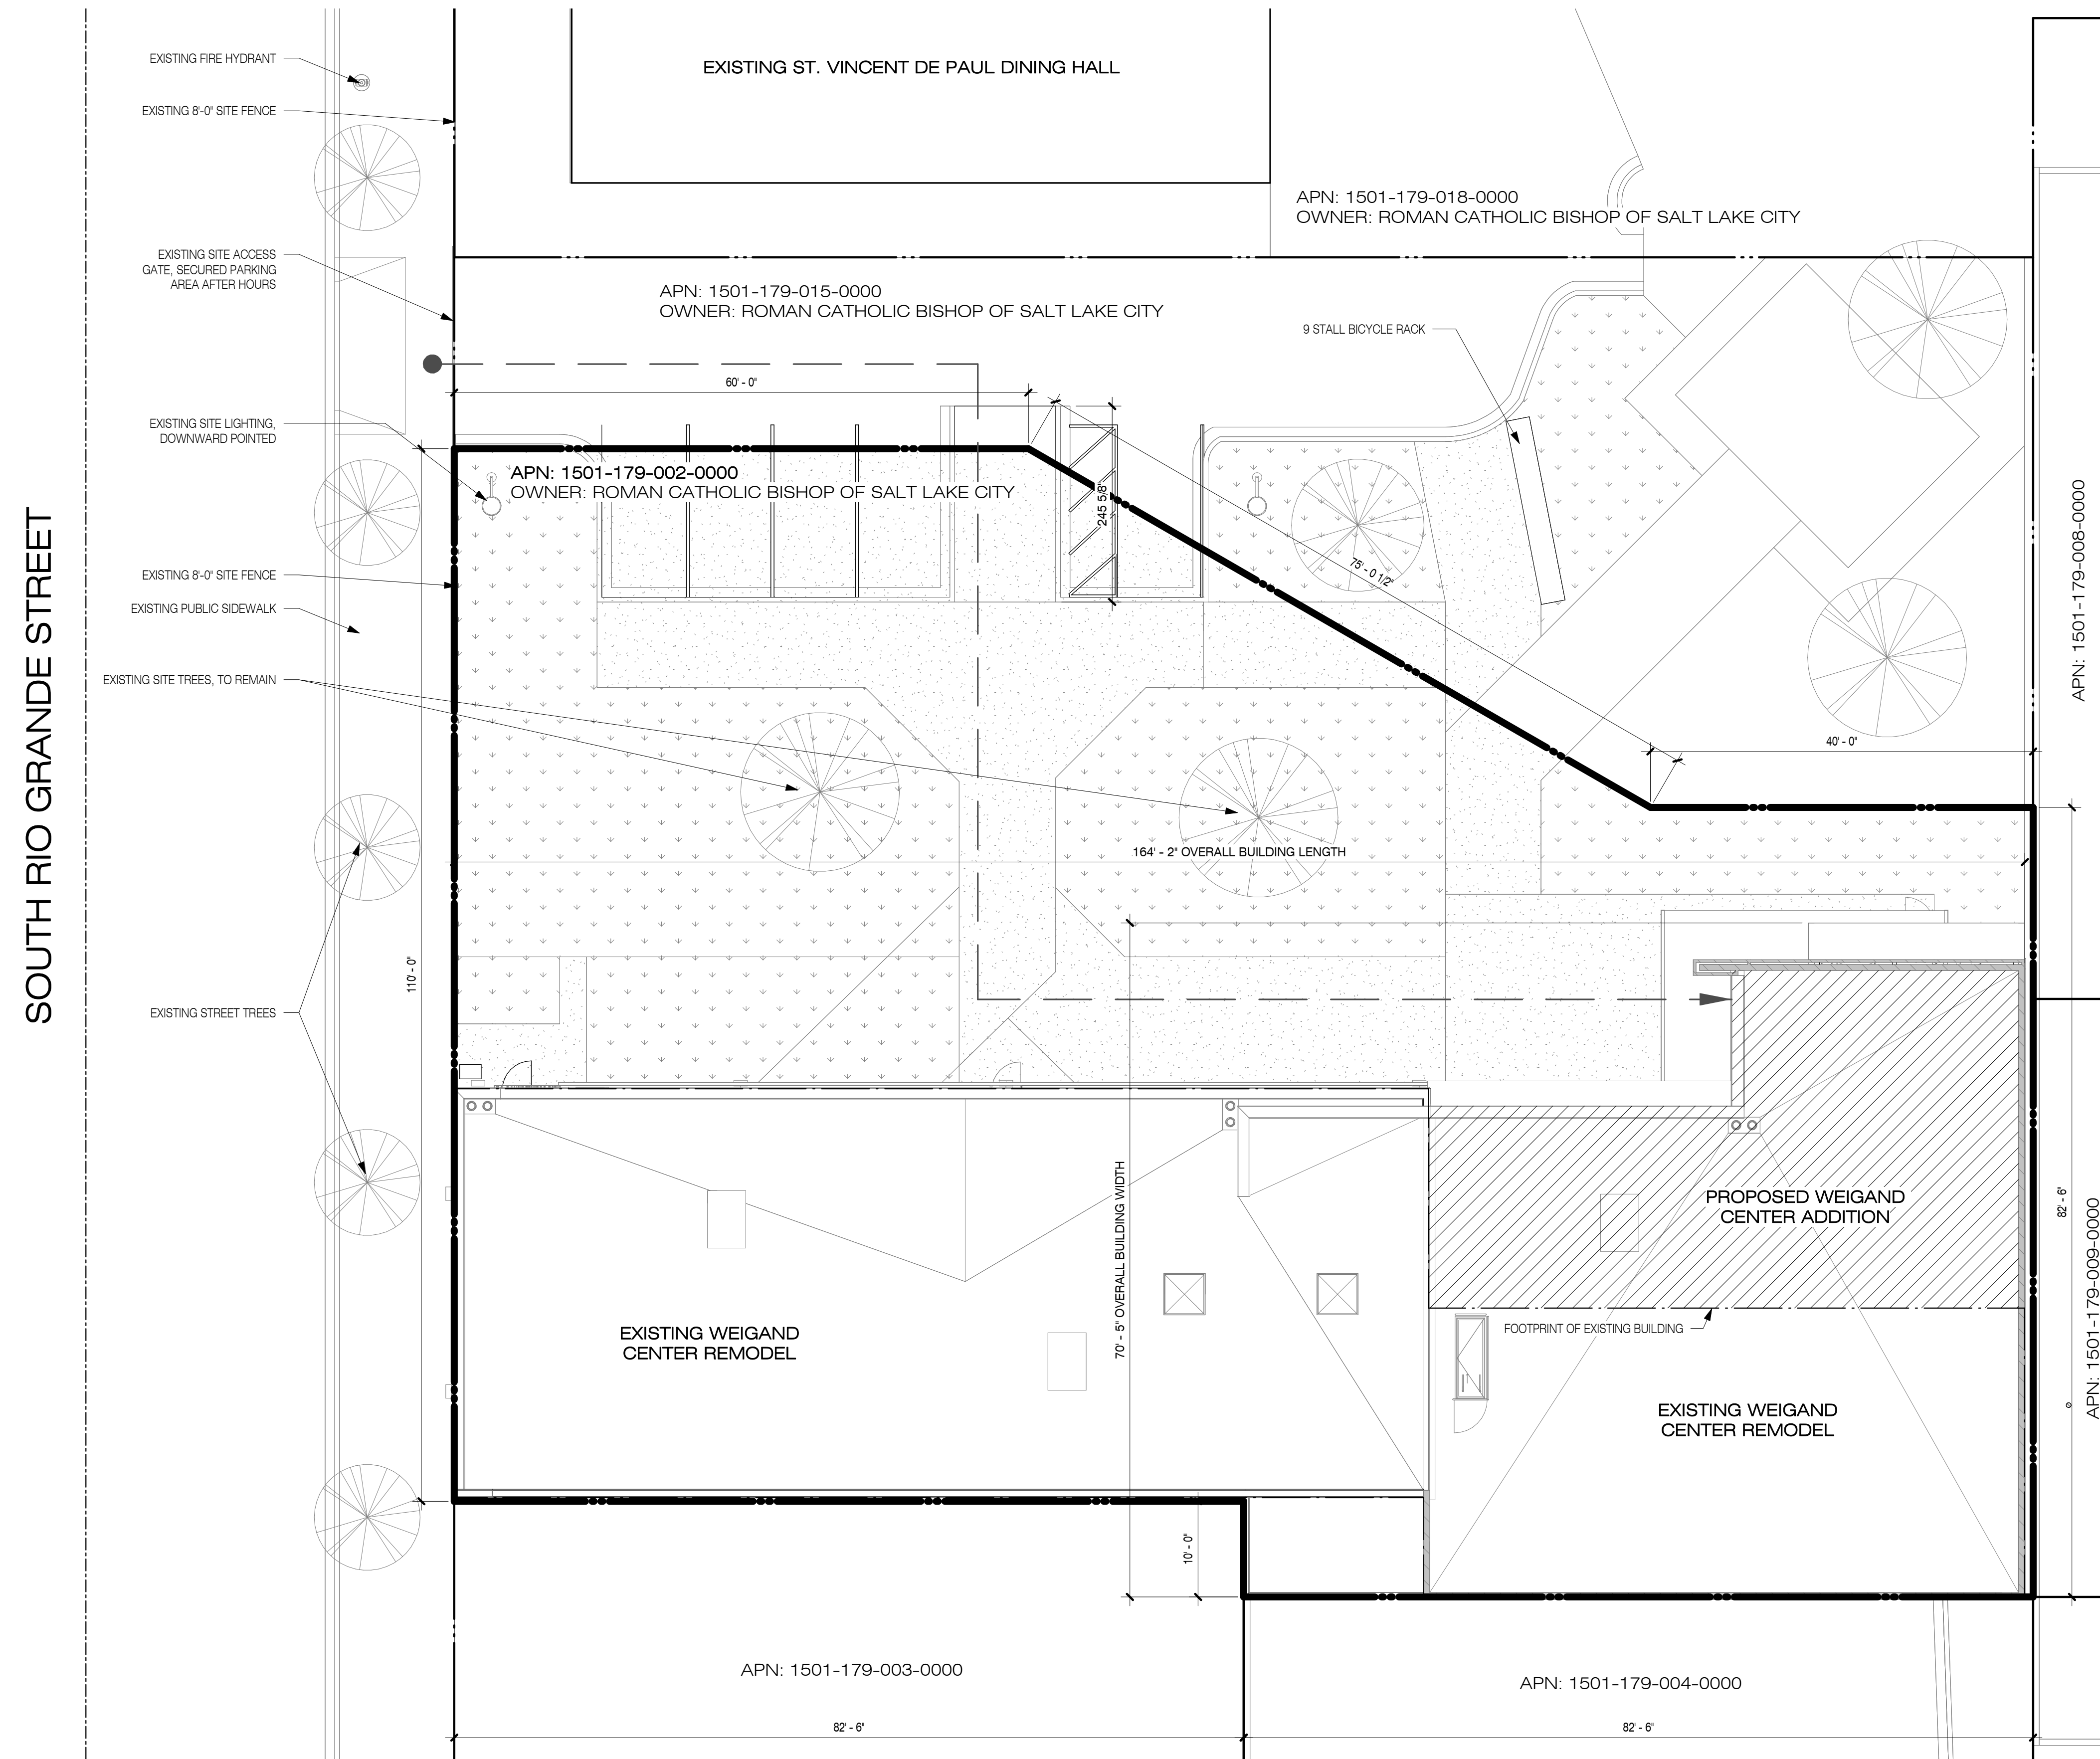 EXISTING FIRE HYDRANT
EXISTING ST. VINCENT DE PAUL DINING HALL
EXISTING 8'-0" SITE FENCE
APN: 1501-179-018-0000
OWNER: ROMAN CATHOLIC BISHOP OF SALT LAKE CITY
EXISTING SITE ACCESS
GATE, SECURED PARKING
AREA AFTER HOURS
APN: 1501-179-015-0000
OWNER: ROMAN CATHOLIC BISHOP OF SALT LAKE CITY
9 STALL BICYCLE RACK
60' - 0"
EXISTING SITE LIGHTING,
DOWNWARD POINTED
APN: 1501-179-002-0000
OWNER: ROMAN CATHOLIC BISHOP OF SALT LAKE CITY
245 5/8"
75' - 0 1/2"
APN: 1501-179-008-0000
SOUTH RIO GRANDE STREET
EXISTING 8'-0" SITE FENCE
EXISTING PUBLIC SIDEWALK
EXISTING SITE TREES, TO REMAIN
40' - 0"
164' - 2" OVERALL BUILDING LENGTH
110' - 0"
EXISTING STREET TREES
70' - 5" OVERALL BUILDING WIDTH
PROPOSED WEIGAND
CENTER ADDITION
82' - 6"
APN: 1501-179-009-0000
FOOTPRINT OF EXISTING BUILDING
EXISTING WEIGAND
CENTER REMODEL
EXISTING WEIGAND
CENTER REMODEL
10' - 0"
APN: 1501-179-003-0000
APN: 1501-179-004-0000
82' - 6"
82' - 6"